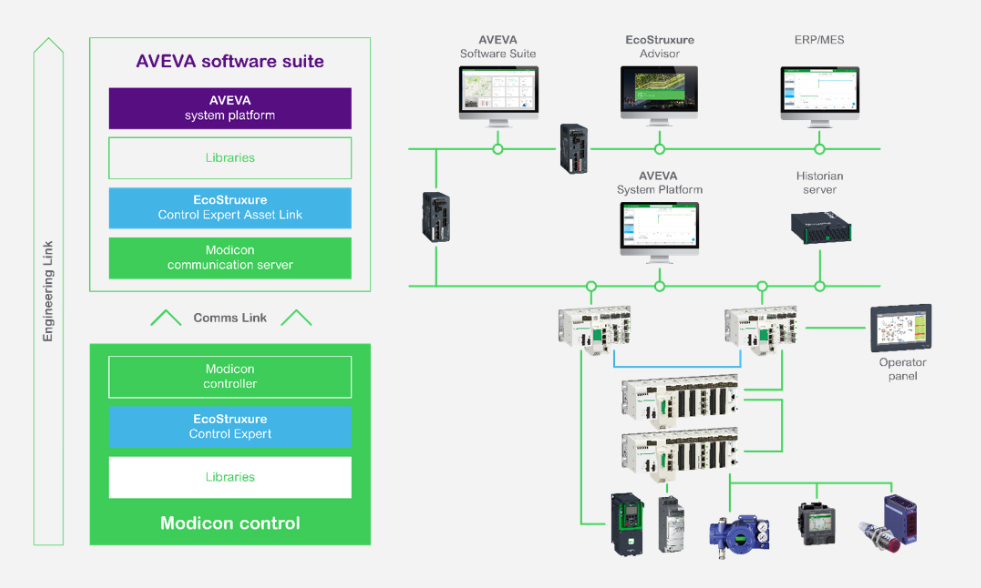 AVEVA software suite
AVEVA
system platform
Libraries
EcoStruxure
Control Expert Asset Link
Modicon
communication server
Engineering Link
Comms Link
Modicon
controller
EcoStruxure
Control Expert
Libraries
Modicon control
AVEVA
Software Suite
EcoStruxure
Advisor
ERP/MES
AVEVA
System Platform
Historian
server
Operator
panel